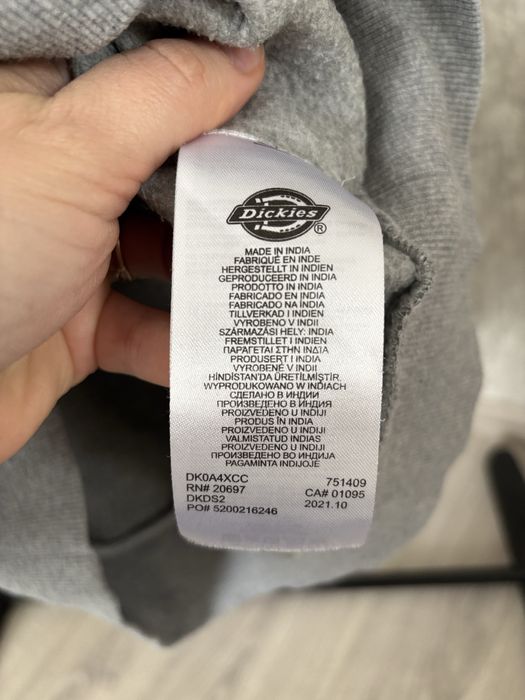 Dickies
®
MADE IN INDIA
FABRIQUÉ EN INDE
HERGESTELLT IN INDIEN
GEPRODUCEERD IN INDIA
PRODOTTO IN INDIA
FABRICADO EN INDIA
FABRICADO NA ÍNDIA
TILLVERKAD I INDIEN
VYROBENO V INDII
SZÁRMAZÁSI HELY: INDIA
FREMSTILLET I INDIEN
ΠΑΡΑΓΕΤΑΙ ΣΤΗΝ ΙΝΔΙΑ
PRODUSERT I INDIA
VYROBENÉ V INDII
HİNDİSTAN'DA ÜRETİLMİŞTİR
WYPRODUKOWANO W INDIACH
СДЕЛАНО В ИНДИИ
ПРОИЗВЕДЕНО В ИНДИЯ
PROIZVEDENO U INDIJI
PRODUS ÎN INDIA
PROIZVEDENO U INDIJI
VALMISTATUD INDIAS
ПРОИЗВЕДЕНО ВО ИНДИЈА
PAGAMINTA INDIJOJE
DK0A4XCC 751409
RN# 20697 CA# 01095
DKDS2 2021.10
PO# 5200216246